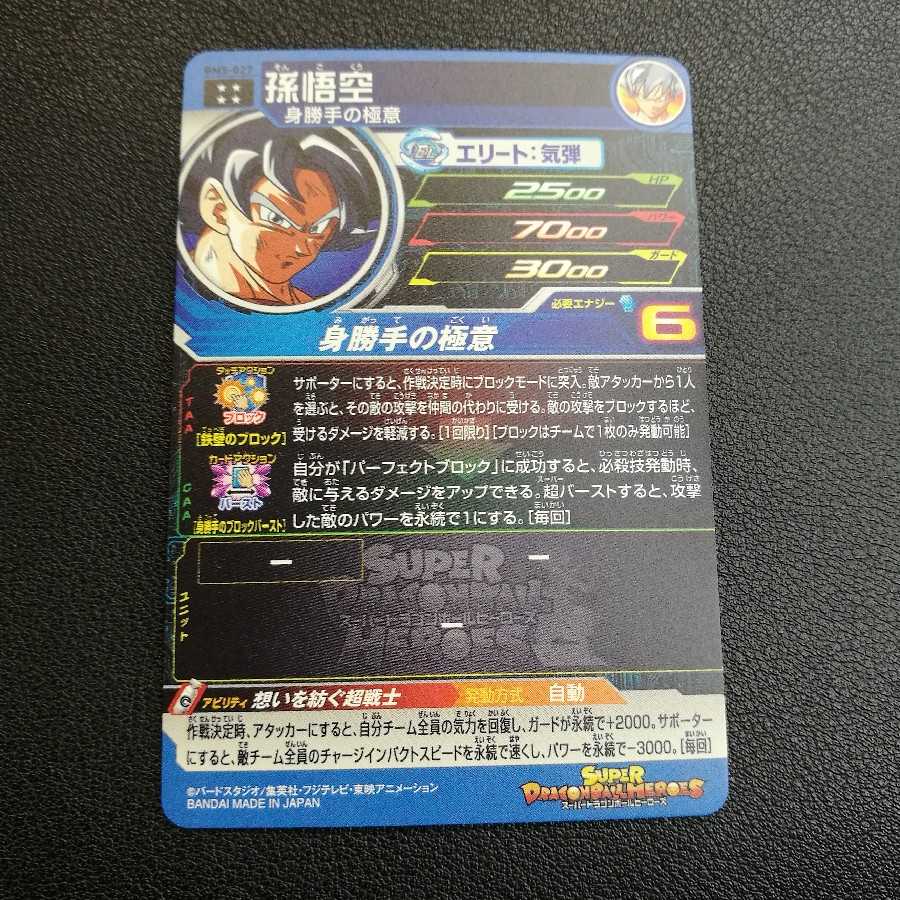 BM5-027
孫悟空
身勝手の極意
エリート:気弾
HP
2500
パワー
7000
ガード
3000
必要エナジー
6
身勝手の極意
タッチアクション
ブロック
[鉄壁のブロック]
サポーターにすると、作戦決定時にブロックモードに突入。敵アタッカーから1人
を選ぶと、その敵の攻撃を仲間の代わりに受ける。敵の攻撃をブロックするほど、
受けるダメージを軽減する。[1回限り][ブロックはチームで1枚のみ発動可能]
TAA
カードアクション
バースト
[身勝手のブロックバースト]
自分が「パーフェクトブロック」に成功すると、必殺技発動時、
敵に与えるダメージをアップできる。超バーストすると、攻撃
した敵のパワーを永続で1にする。[毎回]
CAA
ユニット
ー
ー
ー
SUPER
DRAGONBALL
スーパードラゴンボールヒーローズ
HEROES
アビリティ 想いを紡ぐ超戦士
発動方式 自動
作戦決定時、アタッカーにすると、自分チーム全員の気力を回復し、ガードが永続で+2000。サポーター
にすると、敵チーム全員のチャージインパクトスピードを永続で速くし、パワーを永続で-3000。[毎回]
©バードスタジオ/集英社・フジテレビ・東映アニメーション
BANDAI MADE IN JAPAN
SUPER
DRAGONBALL HEROES
スーパードラゴンボールヒーローズ